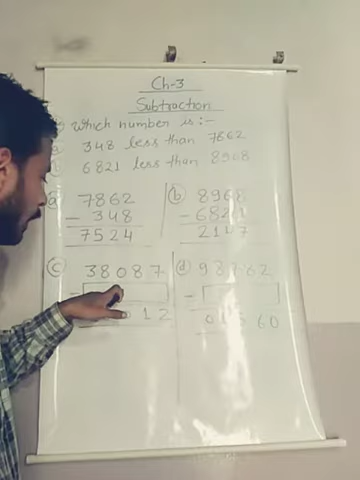 Ch-3
Subtraction
which number is :-
348 less than 7862
6821 less than 8968
a 7862
- 348
7524
b 8968
- 6821
2147
c 38087
-
12
d
-
60